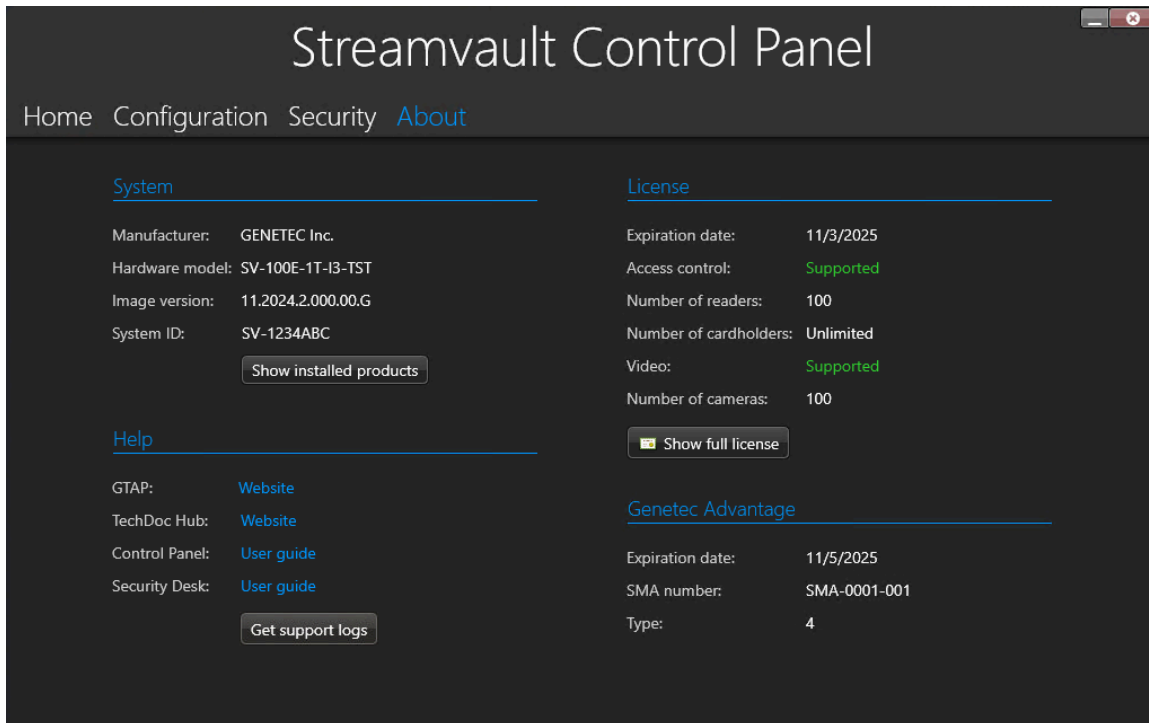 Streamvault Control Panel
Home Configuration Security About
System
Manufacturer: GENETEC Inc.
Hardware model: SV-100E-1T-I3-TST
Image version: 11.2024.2.000.00.G
System ID: SV-1234ABC
Show installed products
Help
GTAP: Website
TechDoc Hub: Website
Control Panel: User guide
Security Desk: User guide
Get support logs
License
Expiration date: 11/3/2025
Access control: Supported
Number of readers: 100
Number of cardholders: Unlimited
Video: Supported
Number of cameras: 100
Show full license
Genetec Advantage
Expiration date: 11/5/2025
SMA number: SMA-0001-001
Type: 4